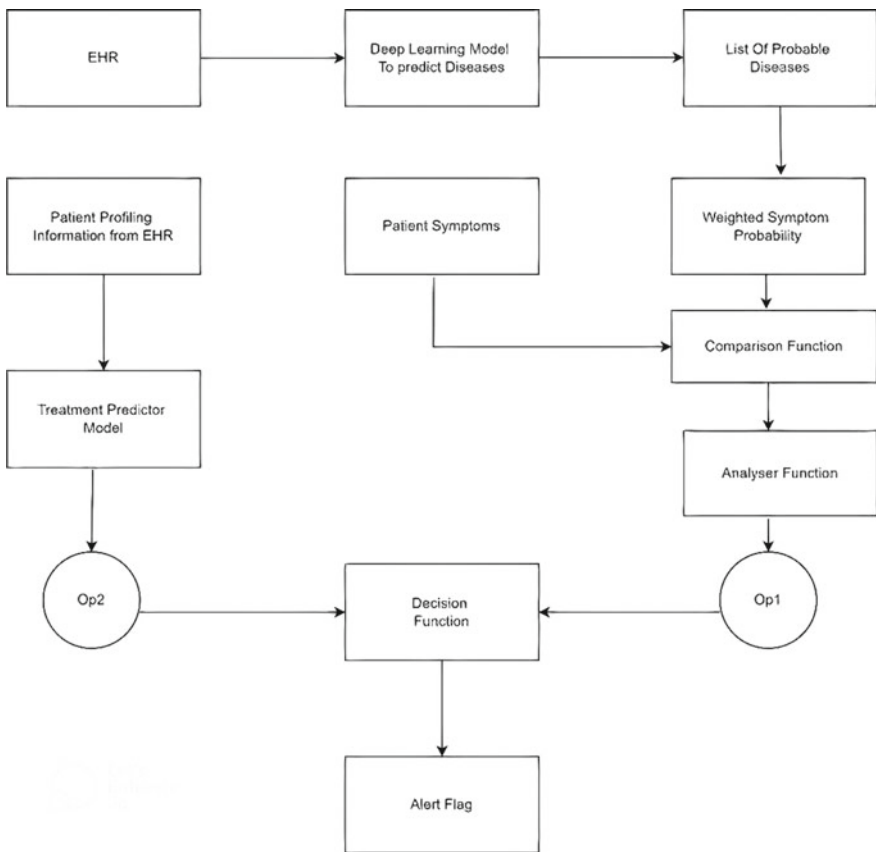 EHR
Deep Learning Model
To predict Diseases
List Of Probable
Diseases
Patient Profiling
Information from EHR
Patient Symptoms
Weighted Symptom
Probability
Comparison Function
Treatment Predictor
Model
Analyser Function
Op2
Decision
Function
Op1
Alert Flag